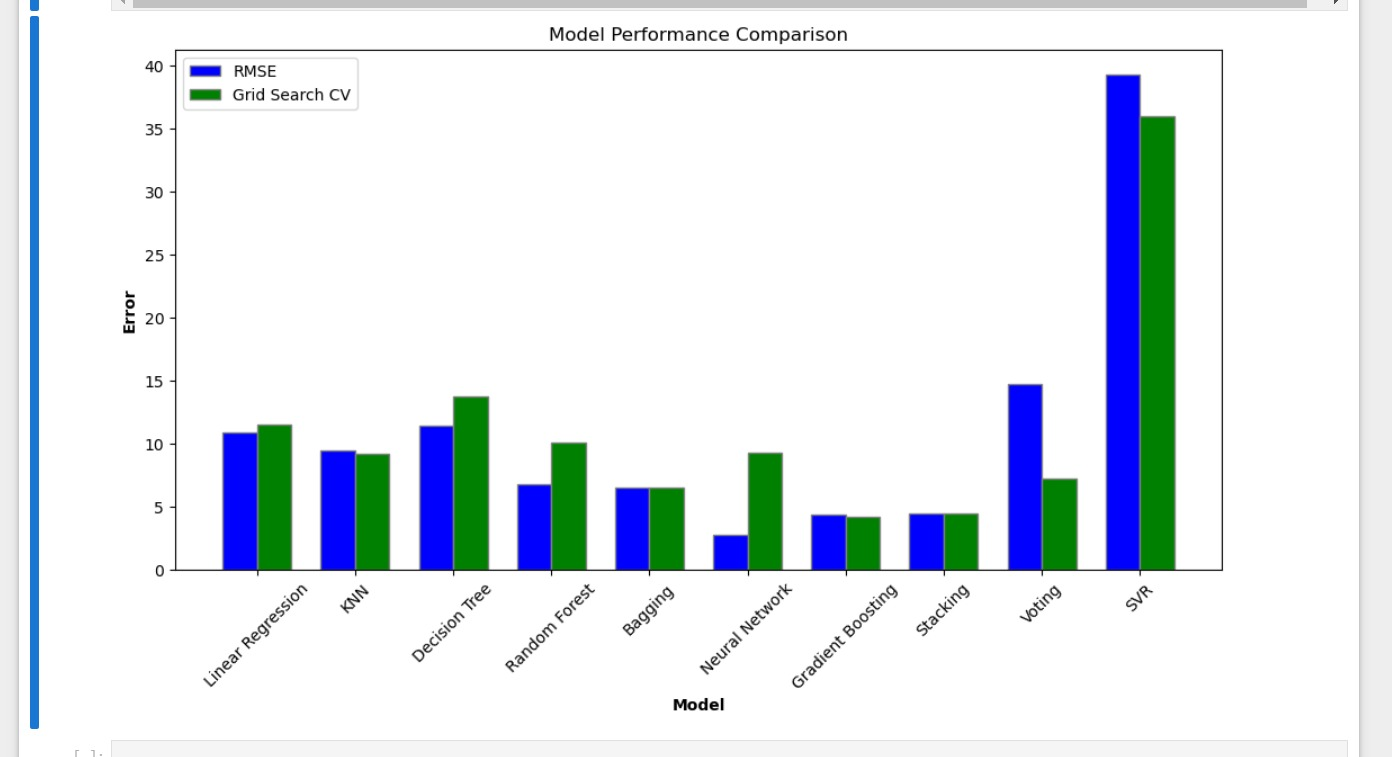 Model Performance Comparison
40
35
30
25
20
15
10
5
0
Error
RMSE
Grid Search CV
Linear Regression
KNN
Decision Tree
Random Forest
Bagging
Neural Network
Gradient Boosting
Stacking
Voting
SVR
Model
[ ]: